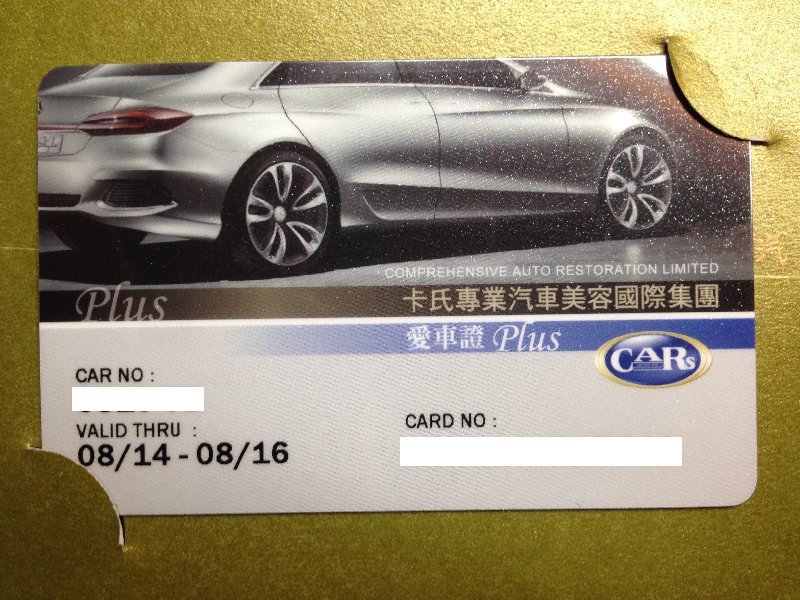 COMPREHENSIVE AUTO RESTORATION LIMITED
Plus
卡氏專業汽車美容國際集團
愛車證 Plus
CARs
CAR NO :
VALID THRU :
08/14 - 08/16
CARD NO :